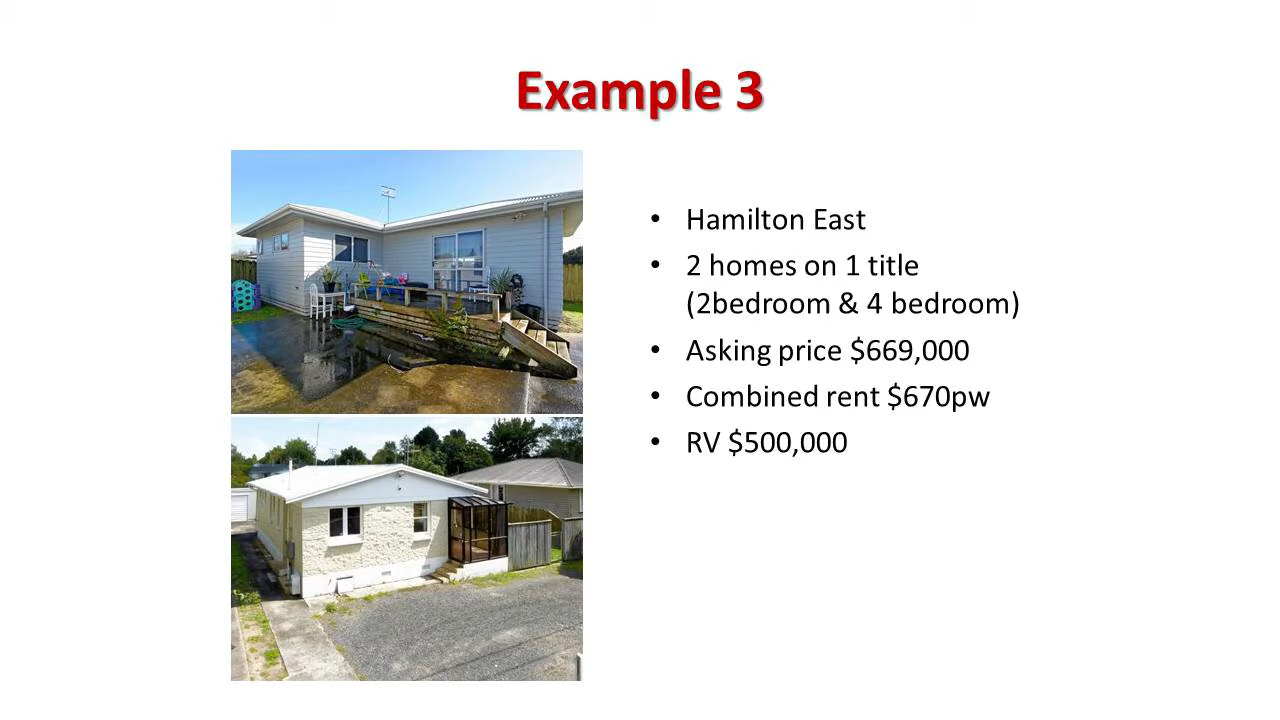 Example 3
• Hamilton East
• 2 homes on 1 title
(2bedroom & 4 bedroom)
• Asking price $669,000
• Combined rent $670pw
• RV $500,000